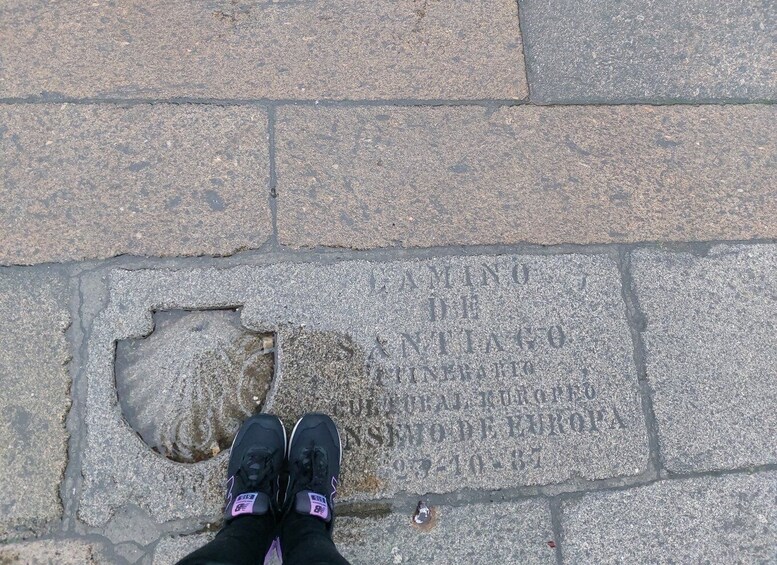 CAMINO
DE
SANTIAGO
ITINERARIO
CULTURAL EUROPEO
CONSEJO DE EUROPA
23-10-87